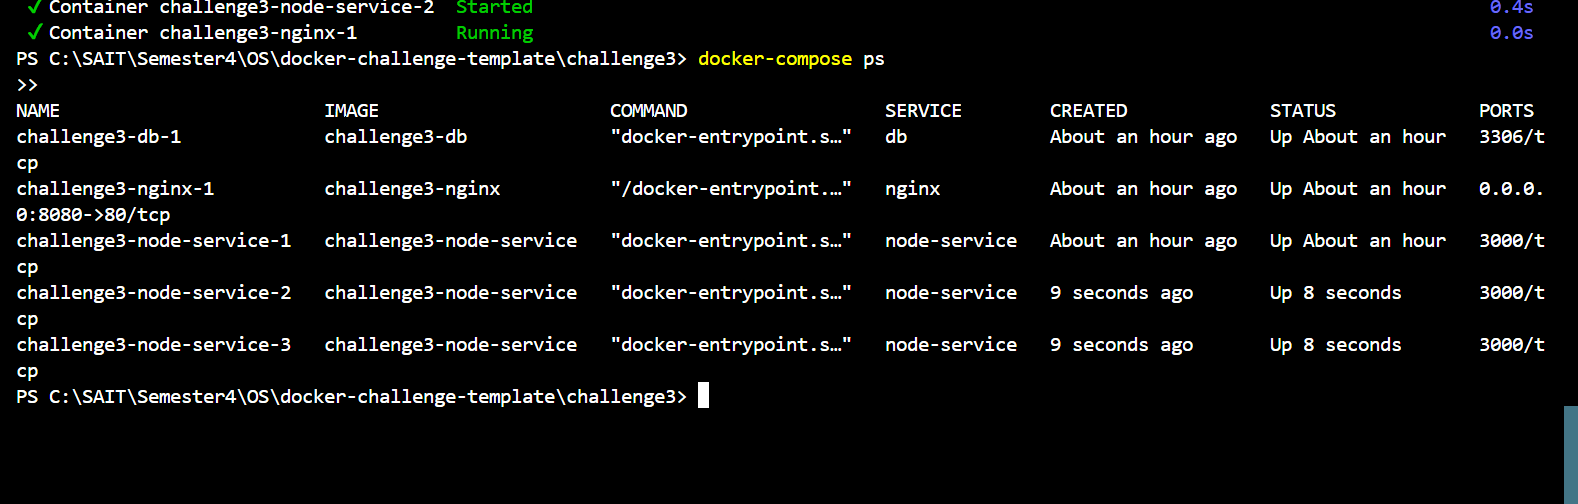 ✓ Container challenge3-node-service-2  Started  0.4s
✓ Container challenge3-nginx-1         Running  0.0s
PS C:\SAIT\Semester4\OS\docker-challenge-template\challenge3> docker-compose ps
>>
NAME                        IMAGE                     COMMAND                  SERVICE        CREATED             STATUS             PORTS
challenge3-db-1             challenge3-db             "docker-entrypoint.s…"   db             About an hour ago   Up About an hour   3306/t
cp
challenge3-nginx-1          challenge3-nginx          "/docker-entrypoint.…"   nginx          About an hour ago   Up About an hour   0.0.0.
0:8080->80/tcp
challenge3-node-service-1   challenge3-node-service   "docker-entrypoint.s…"   node-service   About an hour ago   Up About an hour   3000/t
cp
challenge3-node-service-2   challenge3-node-service   "docker-entrypoint.s…"   node-service   9 seconds ago       Up 8 seconds       3000/t
cp
challenge3-node-service-3   challenge3-node-service   "docker-entrypoint.s…"   node-service   9 seconds ago       Up 8 seconds       3000/t
cp
PS C:\SAIT\Semester4\OS\docker-challenge-template\challenge3>